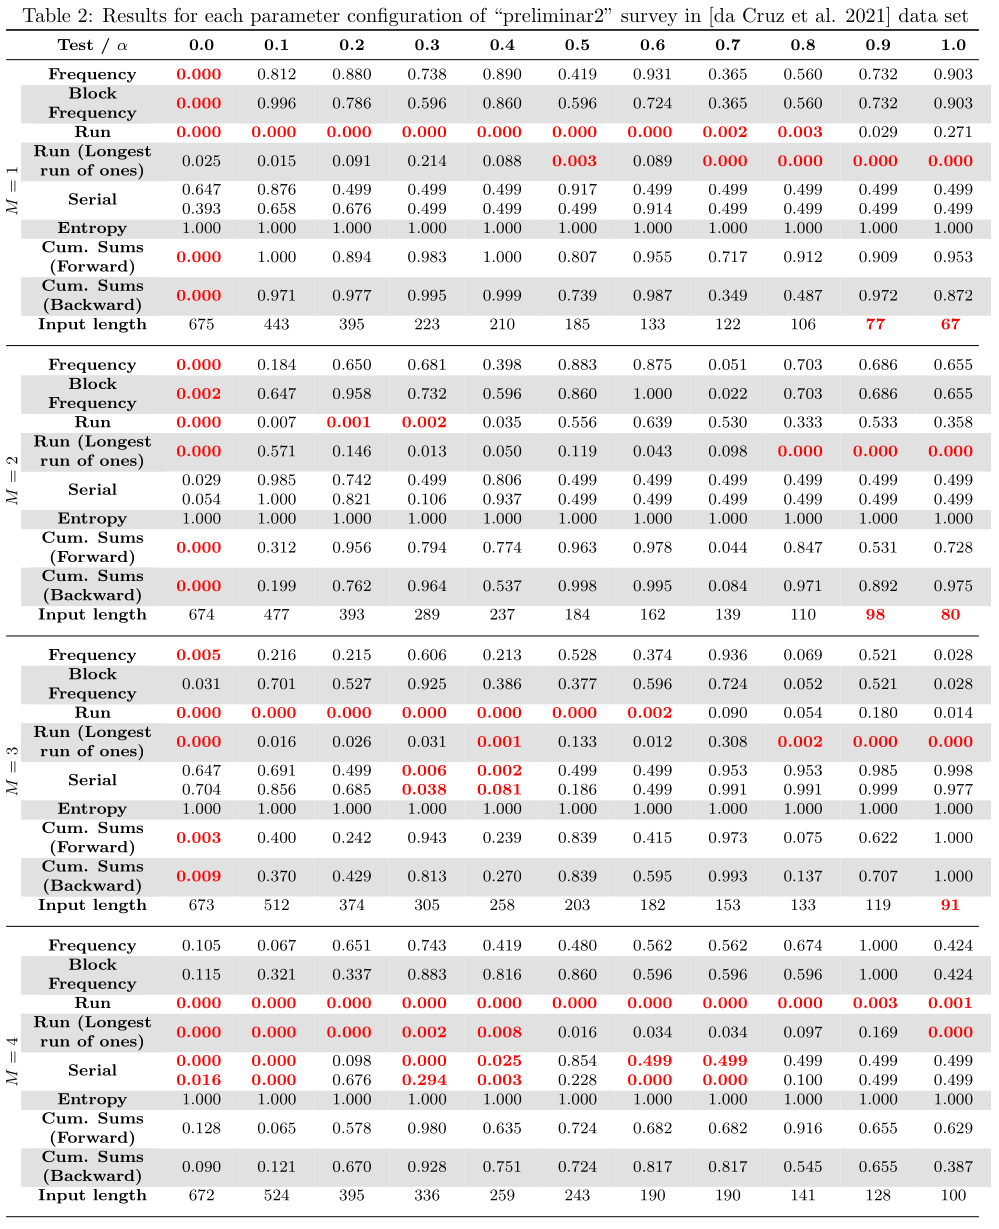 Table 2: Results for each parameter configuration of “preliminar2” survey in [da Cruz et al. 2021] data set
Test / α 0.0 0.1 0.2 0.3 0.4 0.5 0.6 0.7 0.8 0.9 1.0
M = 1
Frequency 0.000 0.812 0.880 0.738 0.890 0.419 0.931 0.365 0.560 0.732 0.903
Block
Frequency 0.000 0.996 0.786 0.596 0.860 0.596 0.724 0.365 0.560 0.732 0.903
Run 0.000 0.000 0.000 0.000 0.000 0.000 0.000 0.002 0.003 0.029 0.271
Run (Longest
run of ones) 0.025 0.015 0.091 0.214 0.088 0.003 0.089 0.000 0.000 0.000 0.000
Serial 0.647 0.876 0.499 0.499 0.499 0.917 0.499 0.499 0.499 0.499 0.499
0.393 0.658 0.676 0.499 0.499 0.499 0.914 0.499 0.499 0.499 0.499
Entropy 1.000 1.000 1.000 1.000 1.000 1.000 1.000 1.000 1.000 1.000 1.000
Cum. Sums
(Forward) 0.000 1.000 0.894 0.983 1.000 0.807 0.955 0.717 0.912 0.909 0.953
Cum. Sums
(Backward) 0.000 0.971 0.977 0.995 0.999 0.739 0.987 0.349 0.487 0.972 0.872
Input length 675 443 395 223 210 185 133 122 106 77 67
M = 2
Frequency 0.000 0.184 0.650 0.681 0.398 0.883 0.875 0.051 0.703 0.686 0.655
Block
Frequency 0.002 0.647 0.958 0.732 0.596 0.860 1.000 0.022 0.703 0.686 0.655
Run 0.000 0.007 0.001 0.002 0.035 0.556 0.639 0.530 0.333 0.533 0.358
Run (Longest
run of ones) 0.000 0.571 0.146 0.013 0.050 0.119 0.043 0.098 0.000 0.000 0.000
Serial 0.029 0.985 0.742 0.499 0.806 0.499 0.499 0.499 0.499 0.499 0.499
0.054 1.000 0.821 0.106 0.937 0.499 0.499 0.499 0.499 0.499 0.499
Entropy 1.000 1.000 1.000 1.000 1.000 1.000 1.000 1.000 1.000 1.000 1.000
Cum. Sums
(Forward) 0.000 0.312 0.956 0.794 0.774 0.963 0.978 0.044 0.847 0.531 0.728
Cum. Sums
(Backward) 0.000 0.199 0.762 0.964 0.537 0.998 0.995 0.084 0.971 0.892 0.975
Input length 674 477 393 289 237 184 162 139 110 98 80
M = 3
Frequency 0.005 0.216 0.215 0.606 0.213 0.528 0.374 0.936 0.069 0.521 0.028
Block
Frequency 0.031 0.701 0.527 0.925 0.386 0.377 0.596 0.724 0.052 0.521 0.028
Run 0.000 0.000 0.000 0.000 0.000 0.000 0.002 0.090 0.054 0.180 0.014
Run (Longest
run of ones) 0.000 0.016 0.026 0.031 0.001 0.133 0.012 0.308 0.002 0.000 0.000
Serial 0.647 0.691 0.499 0.006 0.002 0.499 0.499 0.953 0.953 0.985 0.998
0.704 0.856 0.685 0.038 0.081 0.186 0.499 0.991 0.991 0.999 0.977
Entropy 1.000 1.000 1.000 1.000 1.000 1.000 1.000 1.000 1.000 1.000 1.000
Cum. Sums
(Forward) 0.003 0.400 0.242 0.943 0.239 0.839 0.415 0.973 0.075 0.622 1.000
Cum. Sums
(Backward) 0.009 0.370 0.429 0.813 0.270 0.839 0.595 0.993 0.137 0.707 1.000
Input length 673 512 374 305 258 203 182 153 133 119 91
M = 4
Frequency 0.105 0.067 0.651 0.743 0.419 0.480 0.562 0.562 0.674 1.000 0.424
Block
Frequency 0.115 0.321 0.337 0.883 0.816 0.860 0.596 0.596 0.596 1.000 0.424
Run 0.000 0.000 0.000 0.000 0.000 0.000 0.000 0.000 0.000 0.003 0.001
Run (Longest
run of ones) 0.000 0.000 0.000 0.002 0.008 0.016 0.034 0.034 0.097 0.169 0.000
Serial 0.000 0.000 0.098 0.000 0.025 0.854 0.499 0.499 0.499 0.499 0.499
0.016 0.000 0.676 0.294 0.003 0.228 0.000 0.000 0.100 0.499 0.499
Entropy 1.000 1.000 1.000 1.000 1.000 1.000 1.000 1.000 1.000 1.000 1.000
Cum. Sums
(Forward) 0.128 0.065 0.578 0.980 0.635 0.724 0.682 0.682 0.916 0.655 0.629
Cum. Sums
(Backward) 0.090 0.121 0.670 0.928 0.751 0.724 0.817 0.817 0.545 0.655 0.387
Input length 672 524 395 336 259 243 190 190 141 128 100